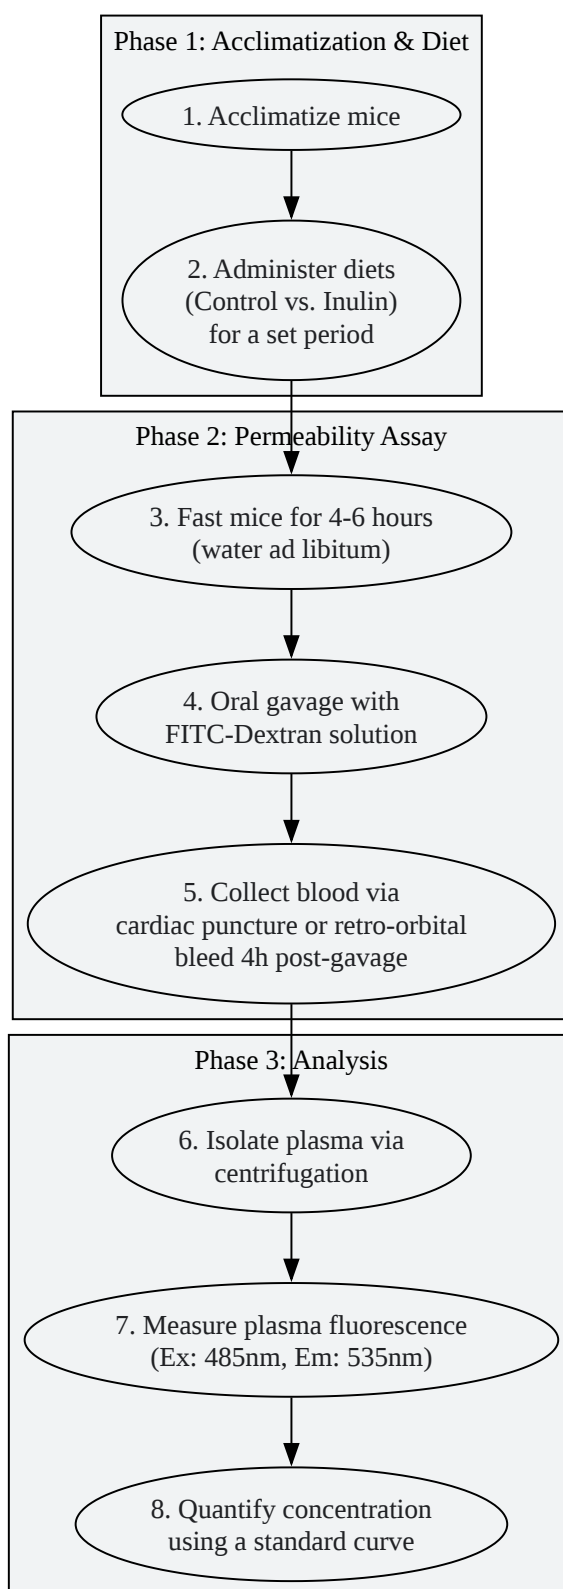 Phase 1: Acclimatization & Diet
1. Acclimatize mice
2. Administer diets
(Control vs. Inulin)
for a set period
Phase 2: Permeability Assay
3. Fast mice for 4-6 hours
(water ad libitum)
4. Oral gavage with
FITC-Dextran solution
5. Collect blood via
cardiac puncture or retro-orbital
bleed 4h post-gavage
Phase 3: Analysis
6. Isolate plasma via
centrifugation
7. Measure plasma fluorescence
(Ex: 485nm, Em: 535nm)
8. Quantify concentration
using a standard curve